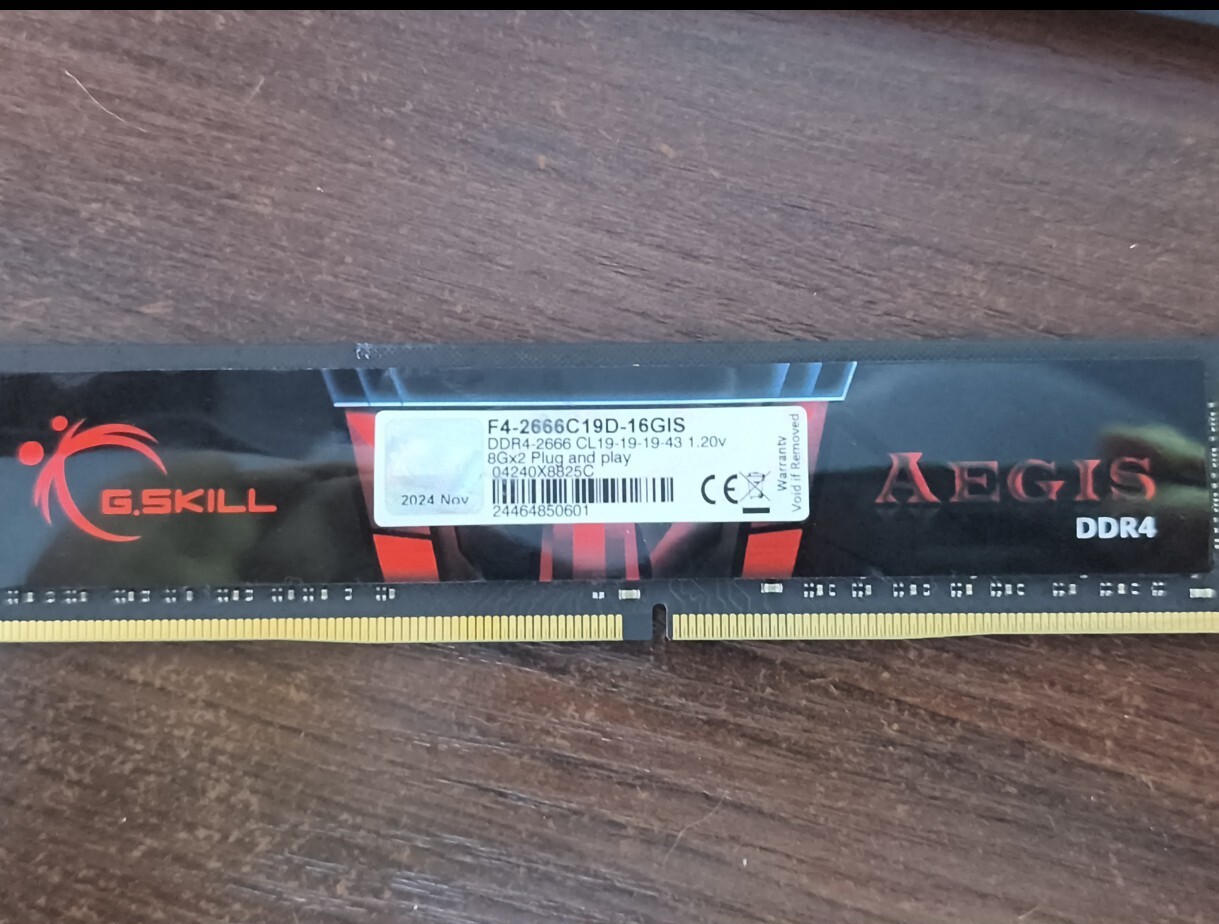 G.SKILL
F4-2666C19D-16GIS
DDR4-2666 CL19-19-19-43 1.20v
8Gx2 Plug and play
04240X8825C
2024 Nov
24464850601
CE
Warranty
Void if Removed
AEGIS
DDR4